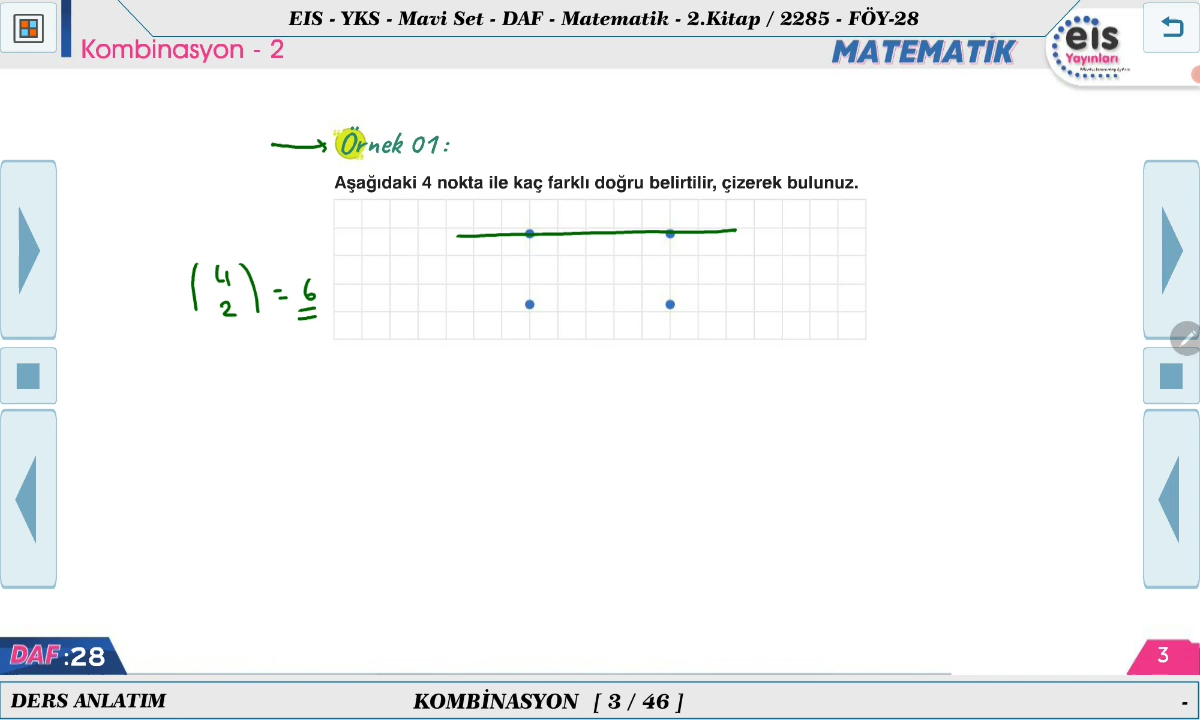 EIS - YKS - Mavi Set - DAF - Matematik - 2.Kitap / 2285 - FÖY-28
Kombinasyon - 2
MATEMATİK
eis
Yayınları
Örnek 01:
Aşağıdaki 4 nokta ile kaç farklı doğru belirtilir, çizerek bulunuz.
(4 2) = 6
DAF:28
3
DERS ANLATIM
KOMBİNASYON [ 3 / 46 ]
-